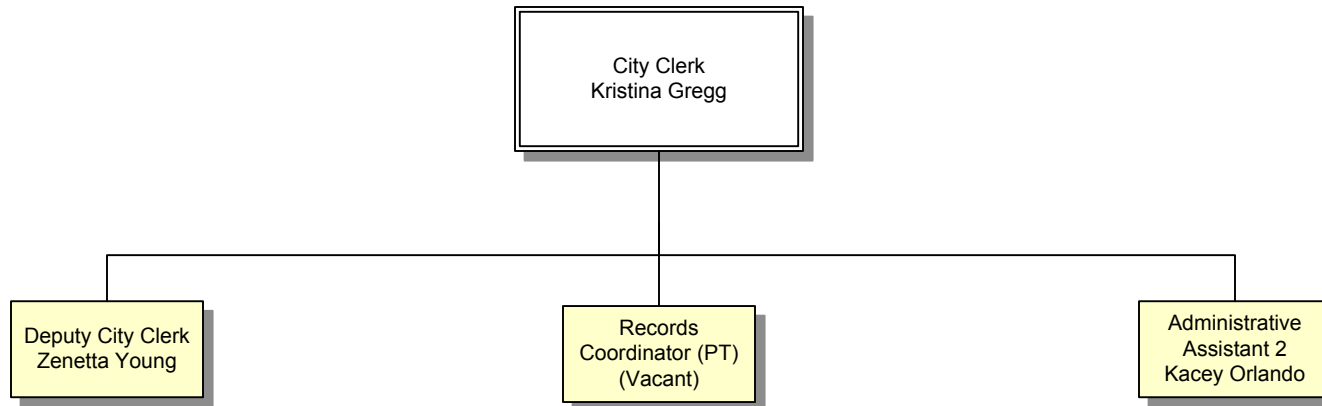 City Clerk
Kristina Gregg
Deputy City Clerk
Zenetta Young
Records
Coordinator (PT)
(Vacant)
Administrative
Assistant 2
Kacey Orlando